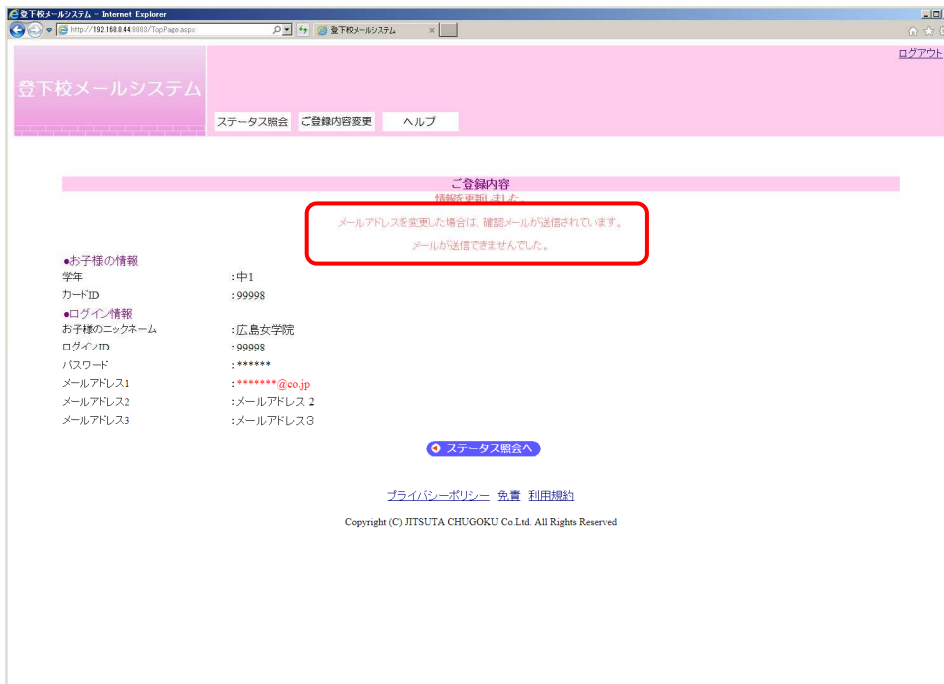 登下校メールシステム - Internet Explorer
http://192.168.0.44:8083/TopPage.aspx
登下校メールシステム
ログアウト
登下校メールシステム
ステータス照会 ご登録内容変更 ヘルプ
ご登録内容
情報を更新しました。
メールアドレスを変更した場合は、確認メールが送信されています。
メールが送信できませんでした。
●お子様の情報
学年 :中1
カードID :99998
●ログイン情報
お子様のニックネーム :広島女学院
ログインID :99998
パスワード :******
メールアドレス1 :*******@co.jp
メールアドレス2 :メールアドレス 2
メールアドレス3 :メールアドレス3
ステータス照会へ
プライバシーポリシー 免責 利用規約
Copyright (C) JITSUTA CHUGOKU Co.Ltd. All Rights Reserved